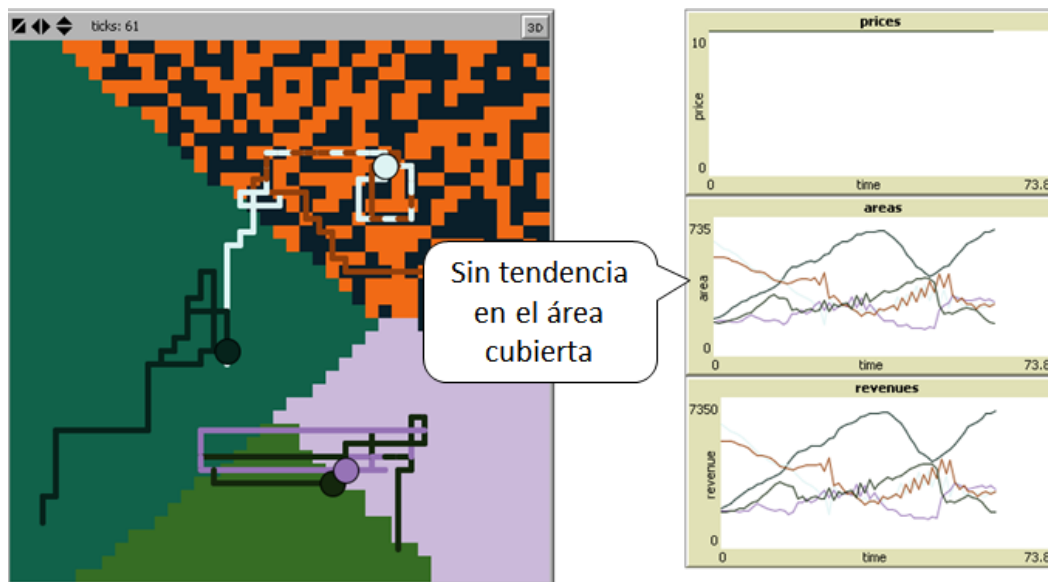 ticks: 61
3D
prices
10
price
0
0
time
73.8
areas
735
area
0
0
time
73.8
Sin tendencia
en el área
cubierta
revenues
7350
revenue
0
0
time
73.8